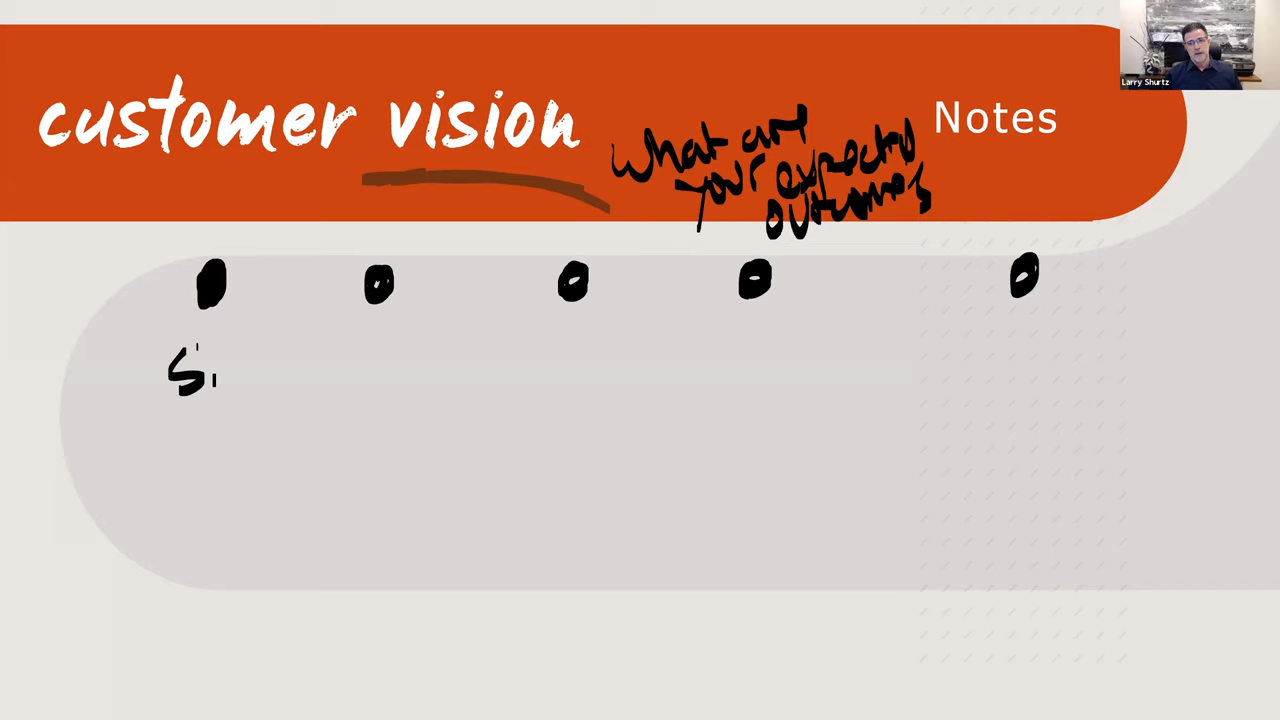 customer vision
Notes
What are
your expected
outcomes
Larry Shurtz